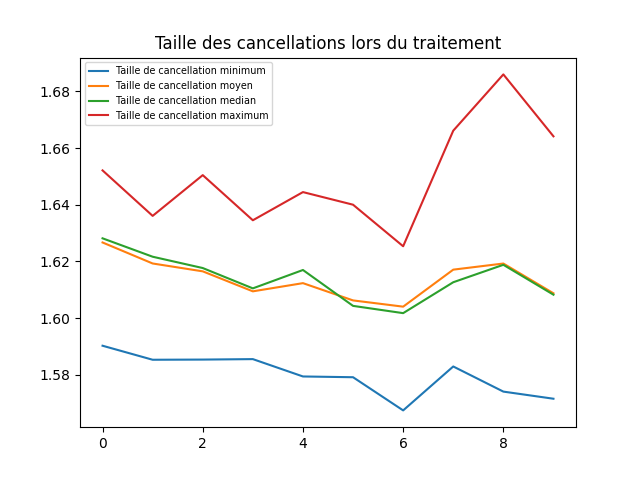 Taille des cancellations lors du traitement
Taille de cancellation minimum
Taille de cancellation moyen
Taille de cancellation median
Taille de cancellation maximum
1.68
1.66
1.64
1.62
1.60
1.58
0 2 4 6 8